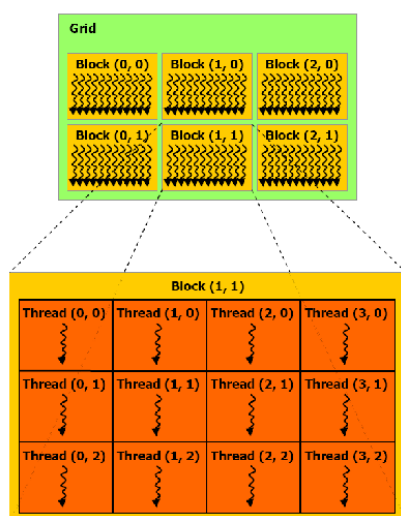 Grid
Block (0, 0) Block (1, 0) Block (2, 0)
Block (0, 1) Block (1, 1) Block (2, 1)
Block (1, 1)
Thread (0, 0) Thread (1, 0) Thread (2, 0) Thread (3, 0)
Thread (0, 1) Thread (1, 1) Thread (2, 1) Thread (3, 1)
Thread (0, 2) Thread (1, 2) Thread (2, 2) Thread (3, 2)